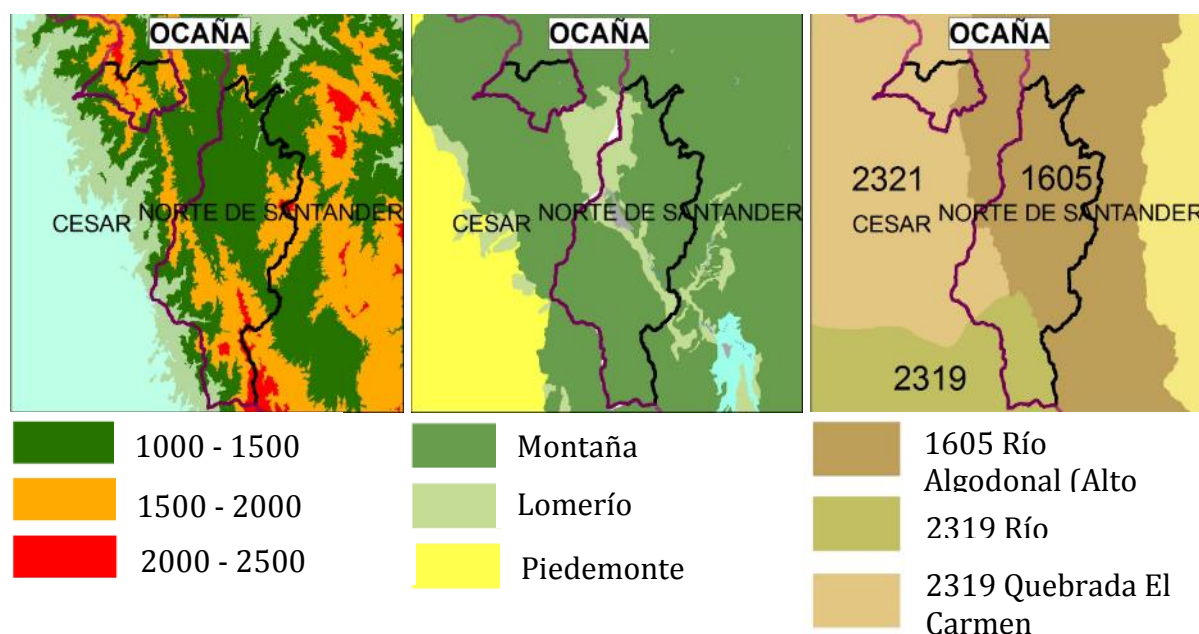 OCAÑA
CESAR
NORTE DE SANTANDER
OCAÑA
CESAR
NORTE DE SANTANDER
OCAÑA
2321
1605
CESAR
NORTE DE SANTANDER
2319
1000 - 1500
1500 - 2000
2000 - 2500
Montaña
Lomerío
Piedemonte
1605 Río
Algodonal (Alto
2319 Río
2319 Quebrada El
Carmen